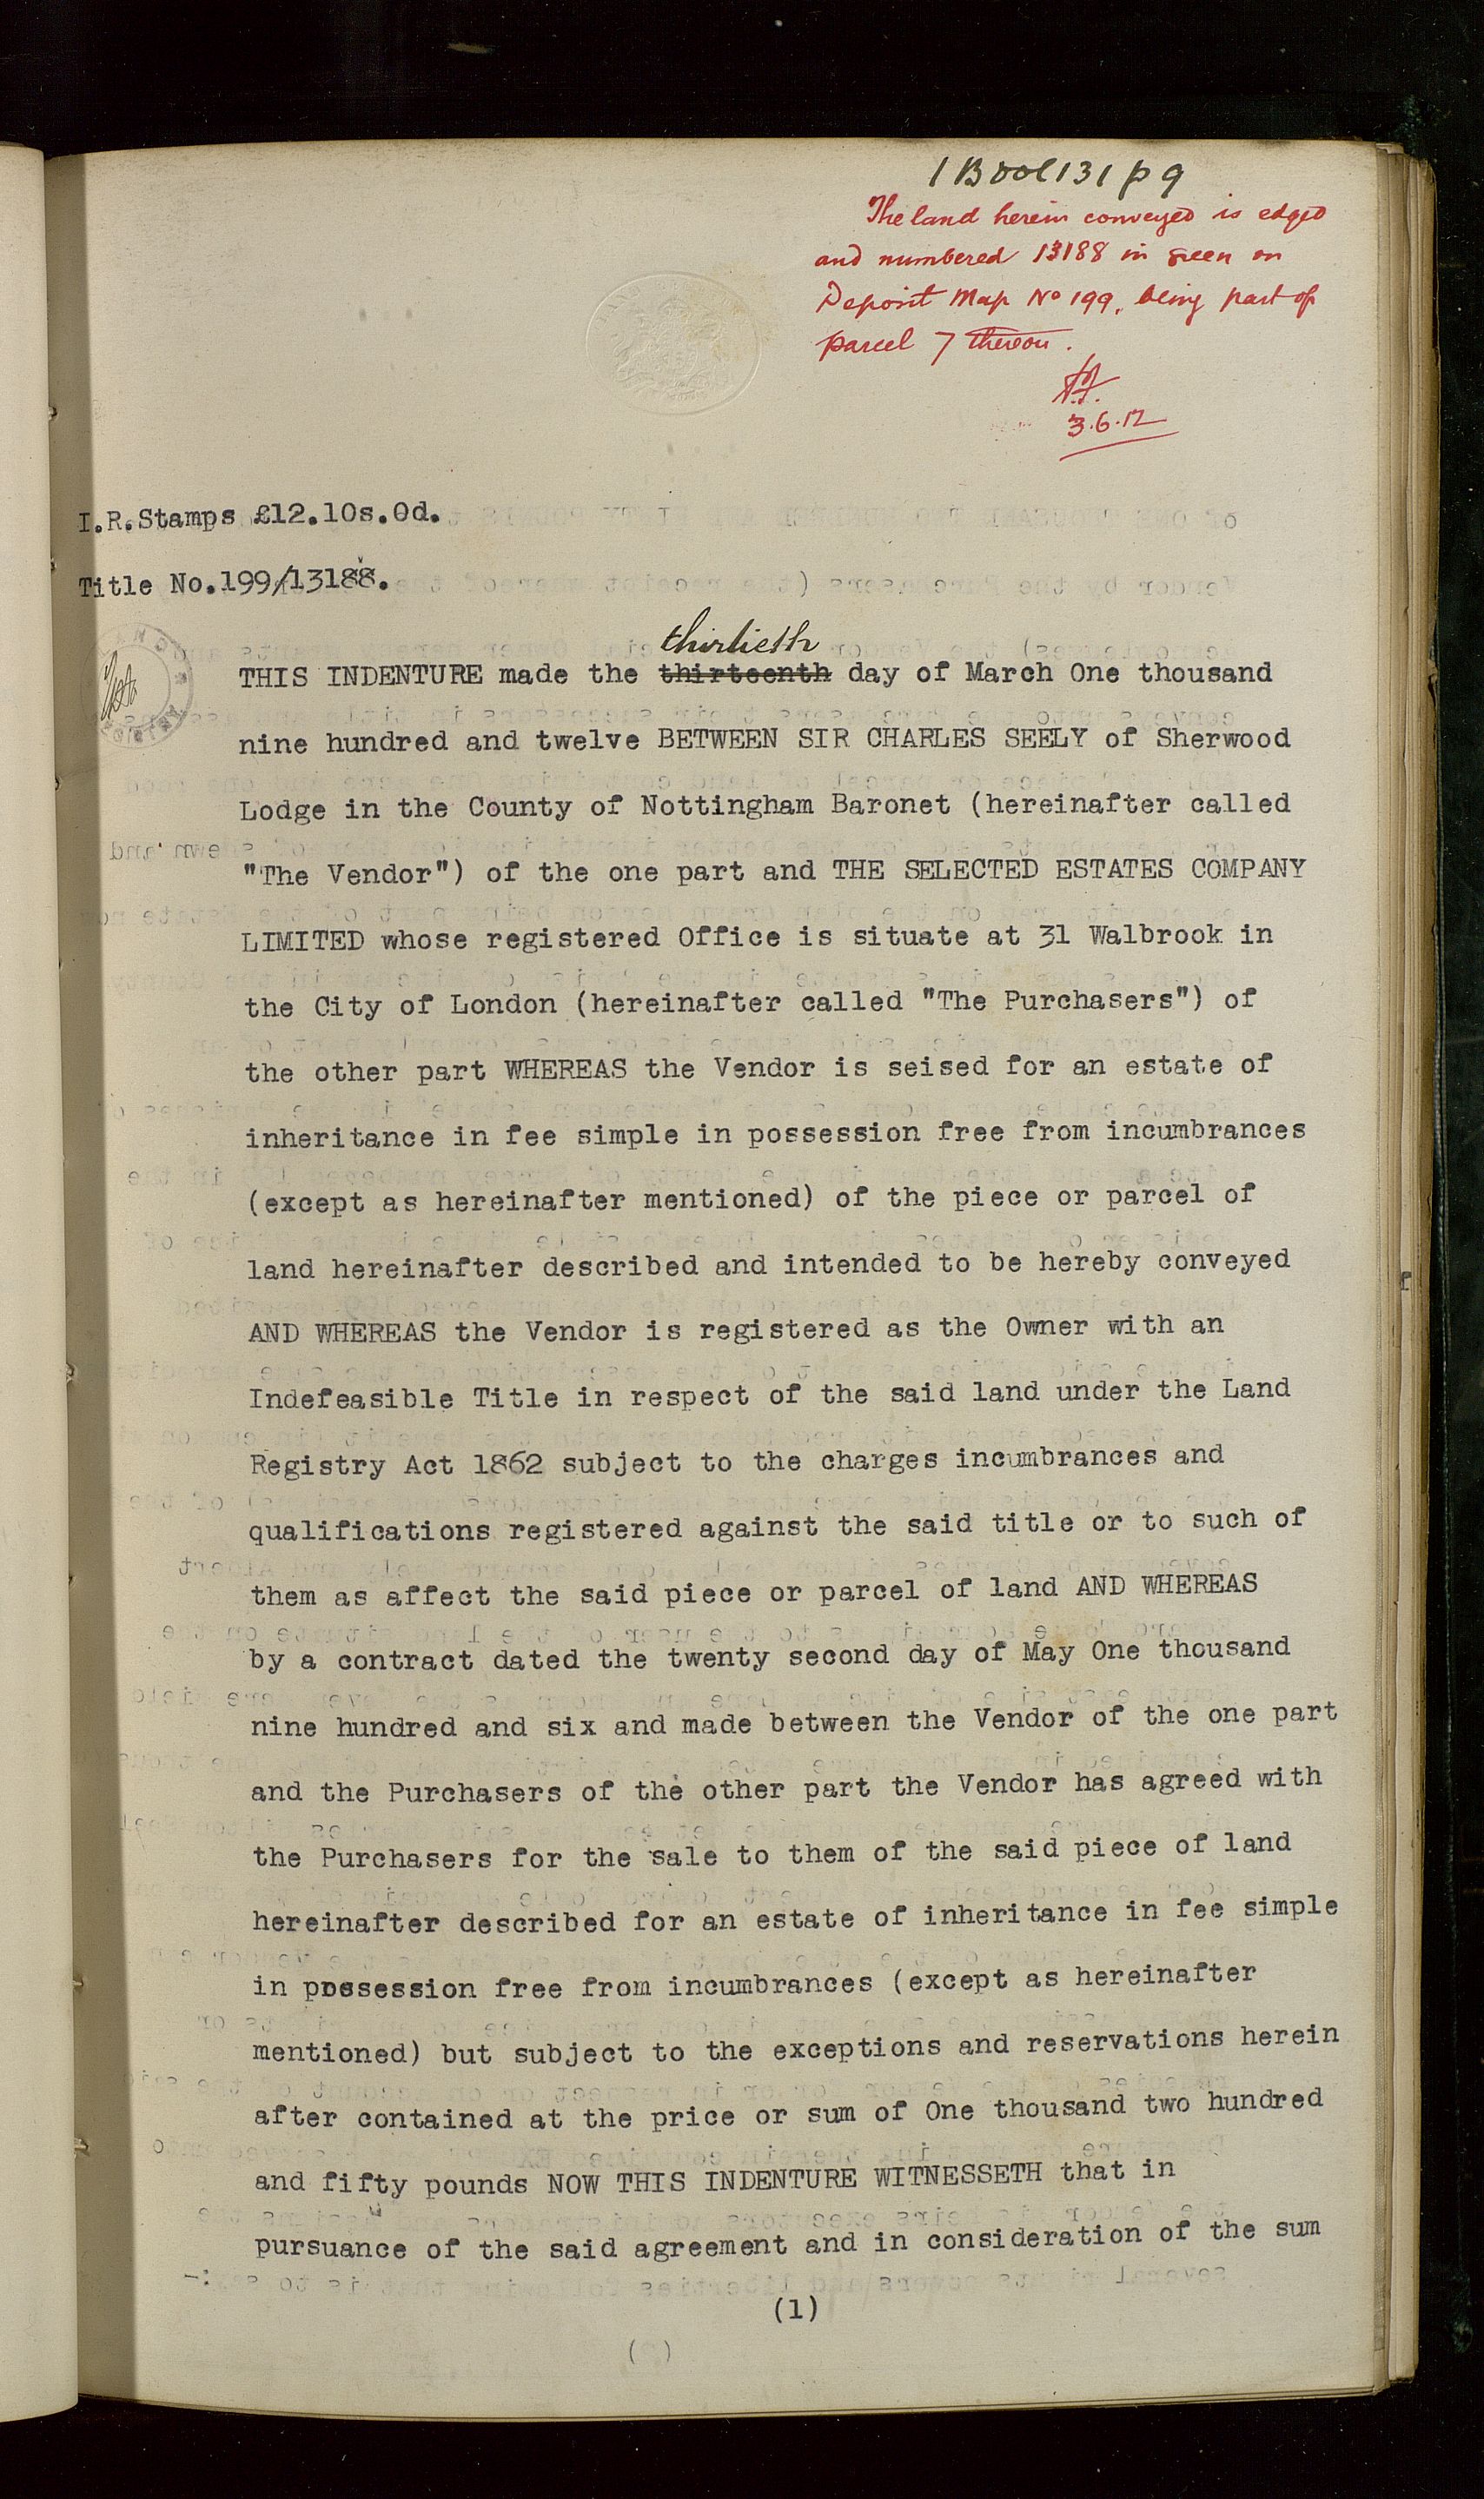 1 Book 131 p 9
The land herein conveyed is edged
and numbered 13188 in green on
Deposit Map No 199, being part of
parcel 7 thereon.
3.6.12
I.R.Stamps £12.10s.0d.
Title No.199/13188.
thirtieth
THIS INDENTURE made the thirteenth day of March One thousand
nine hundred and twelve BETWEEN SIR CHARLES SEELY of Sherwood
Lodge in the County of Nottingham Baronet (hereinafter called
"The Vendor") of the one part and THE SELECTED ESTATES COMPANY
LIMITED whose registered Office is situate at 31 Walbrook in
the City of London (hereinafter called "The Purchasers") of
the other part WHEREAS the Vendor is seised for an estate of
inheritance in fee simple in possession free from incumbrances
(except as hereinafter mentioned) of the piece or parcel of
land hereinafter described and intended to be hereby conveyed
AND WHEREAS the Vendor is registered as the Owner with an
Indefeasible Title in respect of the said land under the Land
Registry Act 1862 subject to the charges incumbrances and
qualifications registered against the said title or to such of
them as affect the said piece or parcel of land AND WHEREAS
by a contract dated the twenty second day of May One thousand
nine hundred and six and made between the Vendor of the one part
and the Purchasers of the other part the Vendor has agreed with
the Purchasers for the sale to them of the said piece of land
hereinafter described for an estate of inheritance in fee simple
in possession free from incumbrances (except as hereinafter
mentioned) but subject to the exceptions and reservations herein
after contained at the price or sum of One thousand two hundred
and fifty pounds NOW THIS INDENTURE WITNESSETH that in
pursuance of the said agreement and in consideration of the sum
(1)